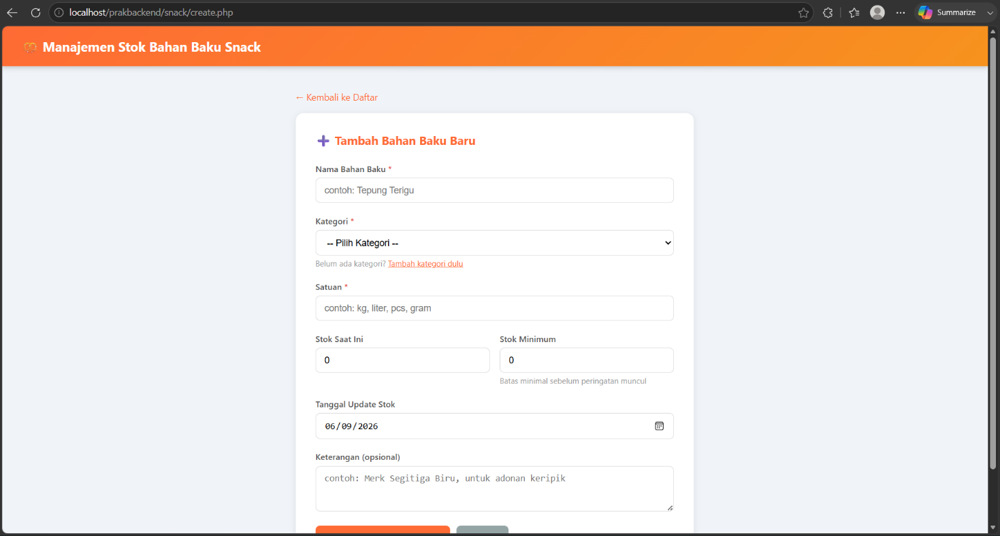 localhost/prakbackend/snack/create.php
Summarize
Manajemen Stok Bahan Baku Snack
← Kembali ke Daftar
Tambah Bahan Baku Baru
Nama Bahan Baku *
contoh: Tepung Terigu
Kategori *
-- Pilih Kategori --
Belum ada kategori? Tambah kategori dulu
Satuan *
contoh: kg, liter, pcs, gram
Stok Saat Ini
Stok Minimum
0
0
Batas minimal sebelum peringatan muncul
Tanggal Update Stok
06/09/2026
Keterangan (opsional)
contoh: Merk Segitiga Biru, untuk adonan keripik